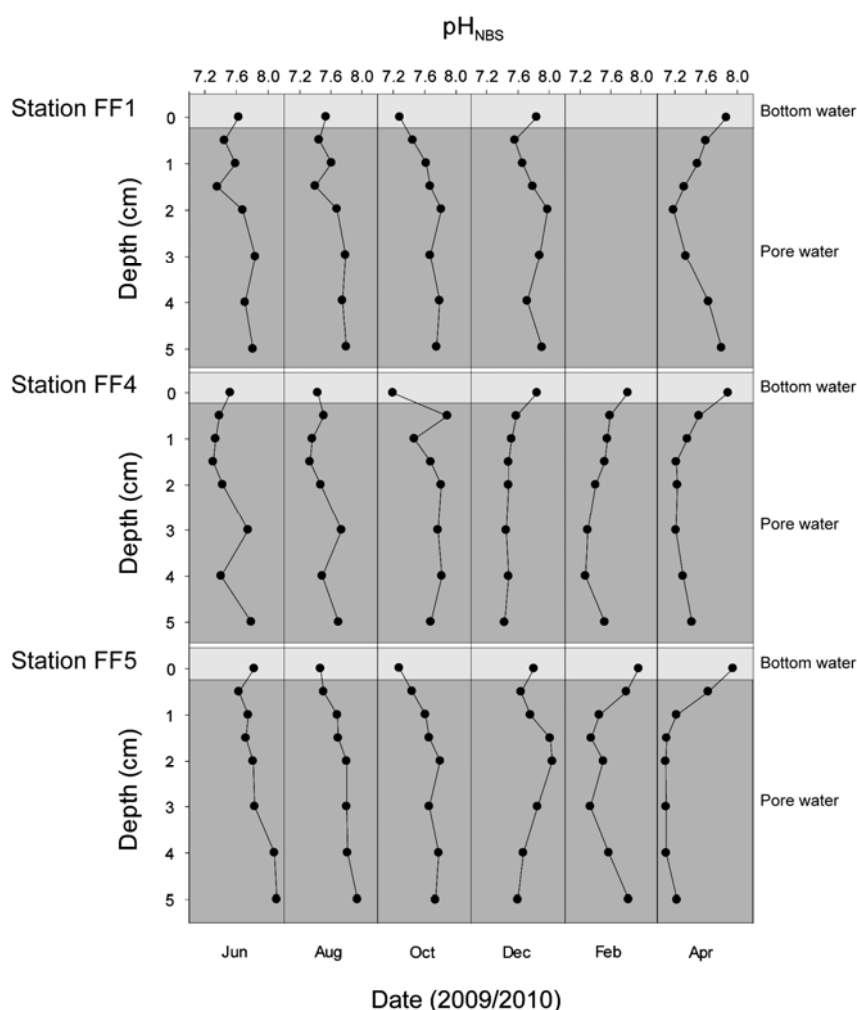 pH_NBS
7.2 7.6 8.0 7.2 7.6 8.0 7.2 7.6 8.0 7.2 7.6 8.0 7.2 7.6 8.0 7.2 7.6 8.0
Station FF1
0
Bottom water
1
2
Depth (cm)
3
Pore water
4
5
Station FF4
0
Bottom water
1
2
Depth (cm)
3
Pore water
4
5
Station FF5
0
Bottom water
1
2
Depth (cm)
3
Pore water
4
5
Jun Aug Oct Dec Feb Apr
Date (2009/2010)